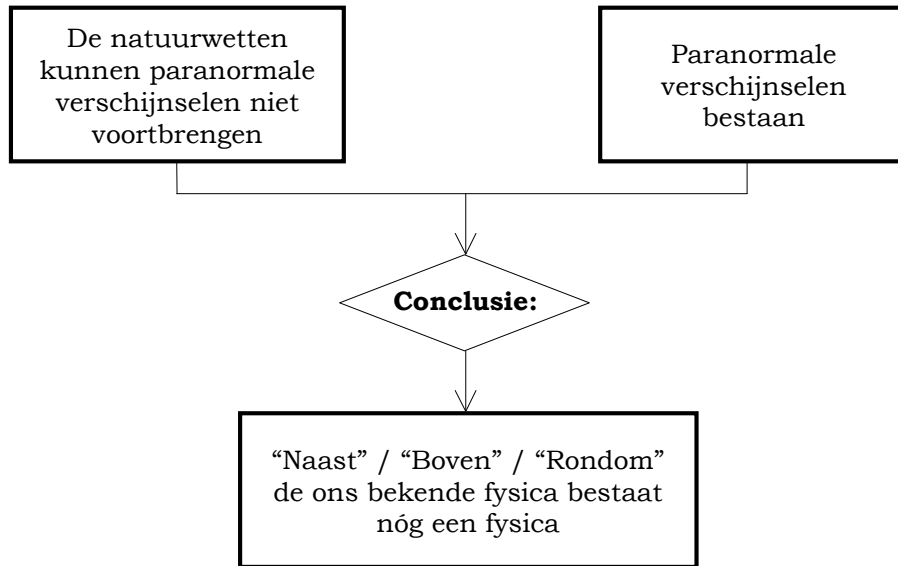 De natuurwetten
kunnen paranormale
verschijnselen niet
voortbrengen
Paranormale
verschijnselen
bestaan
Conclusie:
“Naast” / “Boven” / “Rondom”
de ons bekende fysica bestaat
nóg een fysica